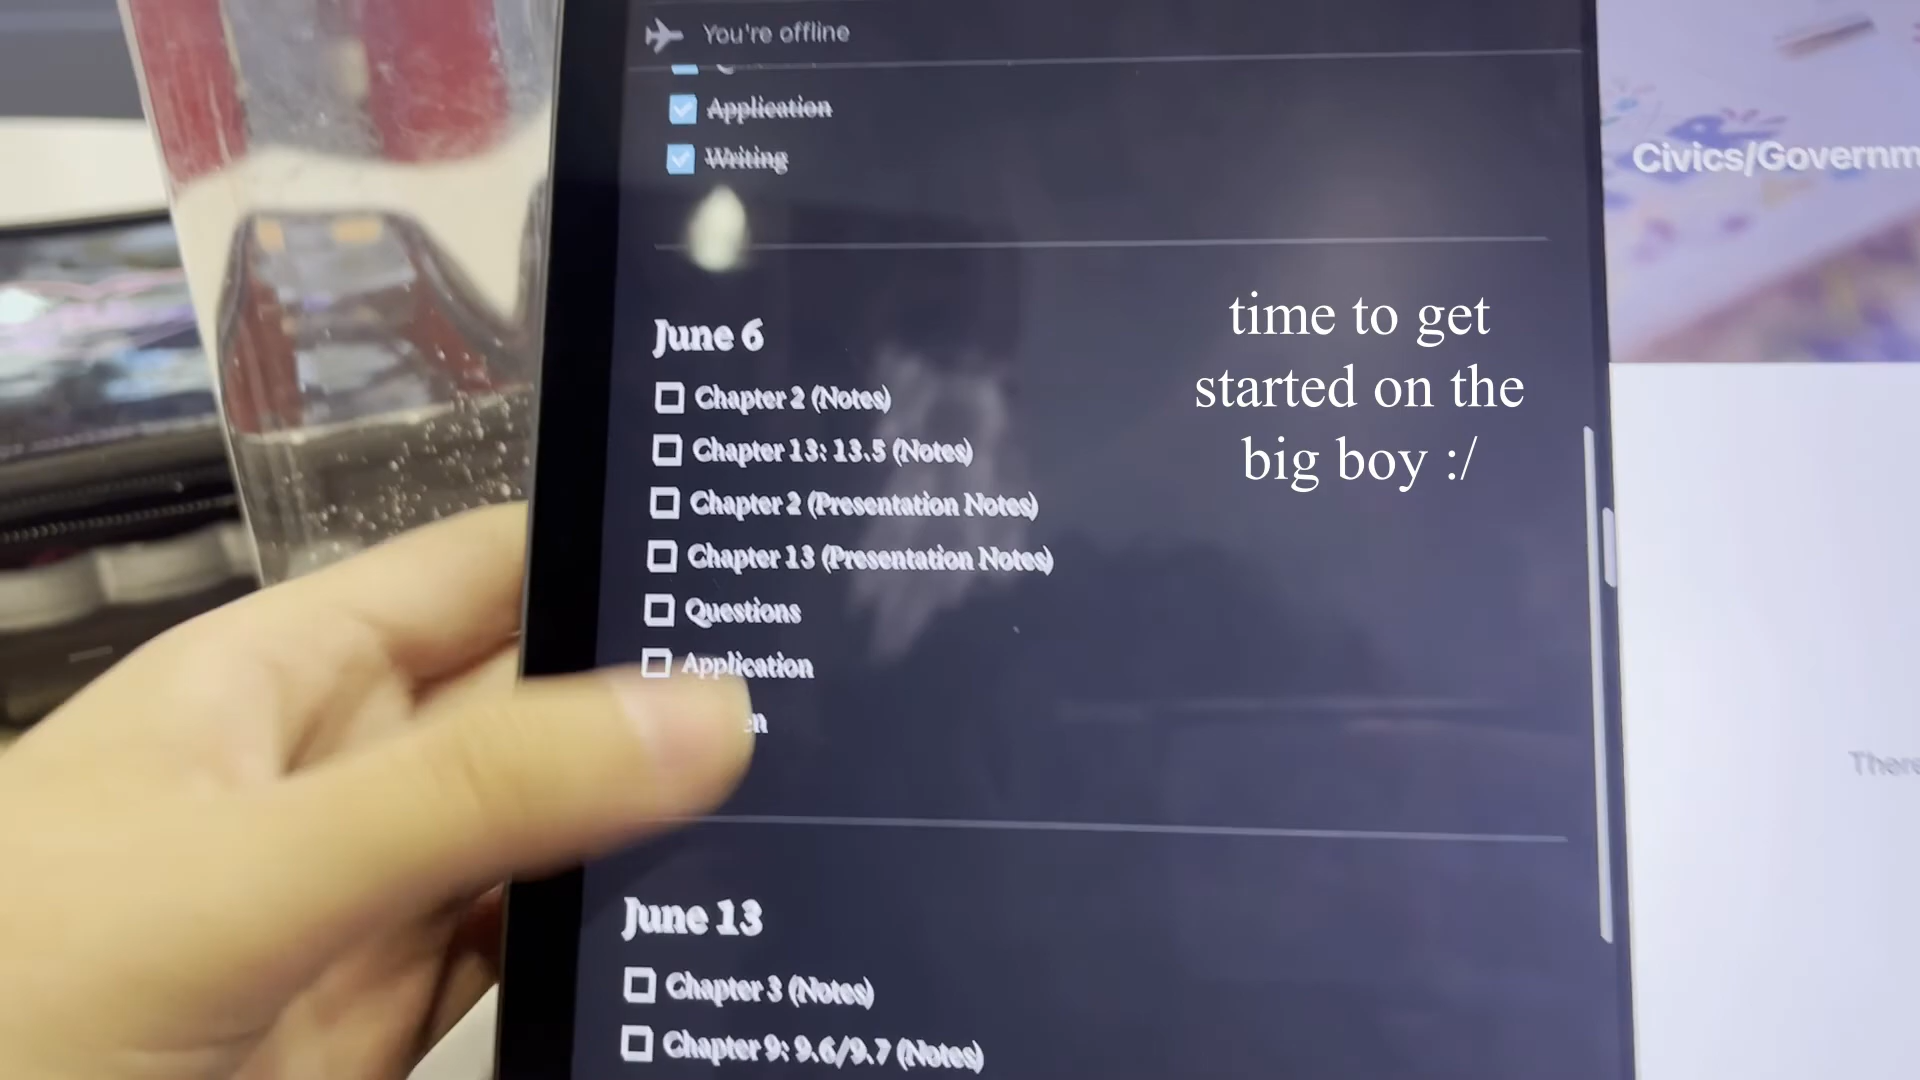 You're offline
Application
Writing
June 6
Chapter 2 (Notes)
Chapter 13: 13.5 (Notes)
Chapter 2 (Presentation Notes)
Chapter 13 (Presentation Notes)
Questions
Application
June 13
Chapter 3 (Notes)
Chapter 9: 9.6/9.7 (Notes)
time to get
started on the
big boy :/
Civics/Governm
There